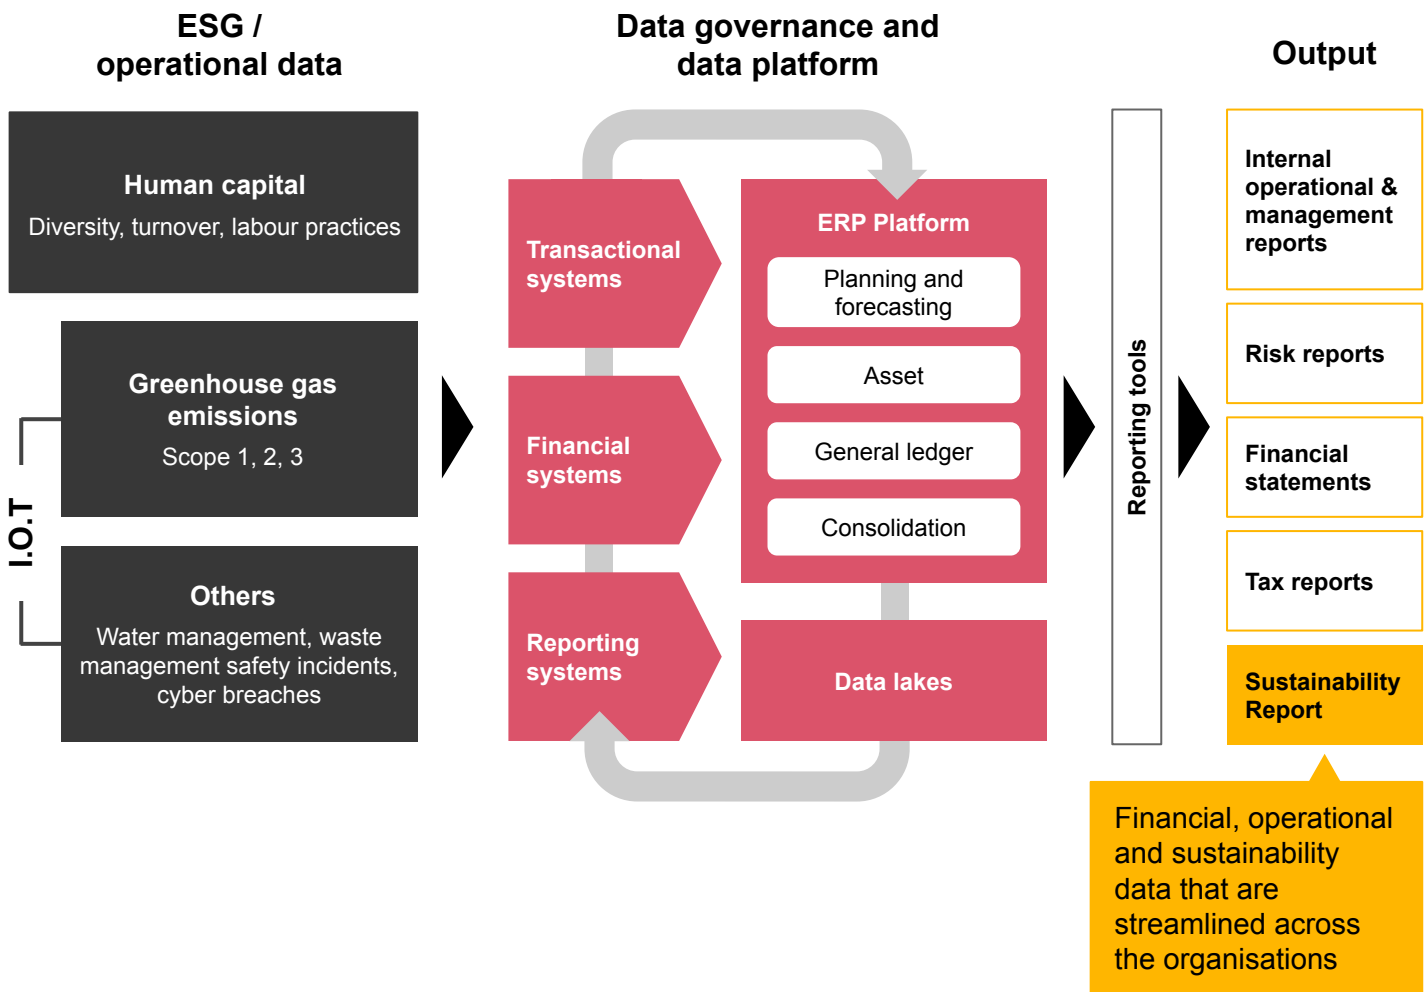 ESG /
operational data
Human capital
Diversity, turnover, labour practices
Greenhouse gas
emissions
Scope 1, 2, 3
I.O.T
Others
Water management, waste
management safety incidents,
cyber breaches
Data governance and
data platform
Transactional
systems
Financial
systems
Reporting
systems
ERP Platform
Planning and
forecasting
Asset
General ledger
Consolidation
Data lakes
Reporting tools
Output
Internal
operational &
management
reports
Risk reports
Financial
statements
Tax reports
Sustainability
Report
Financial, operational
and sustainability
data that are
streamlined across
the organisations